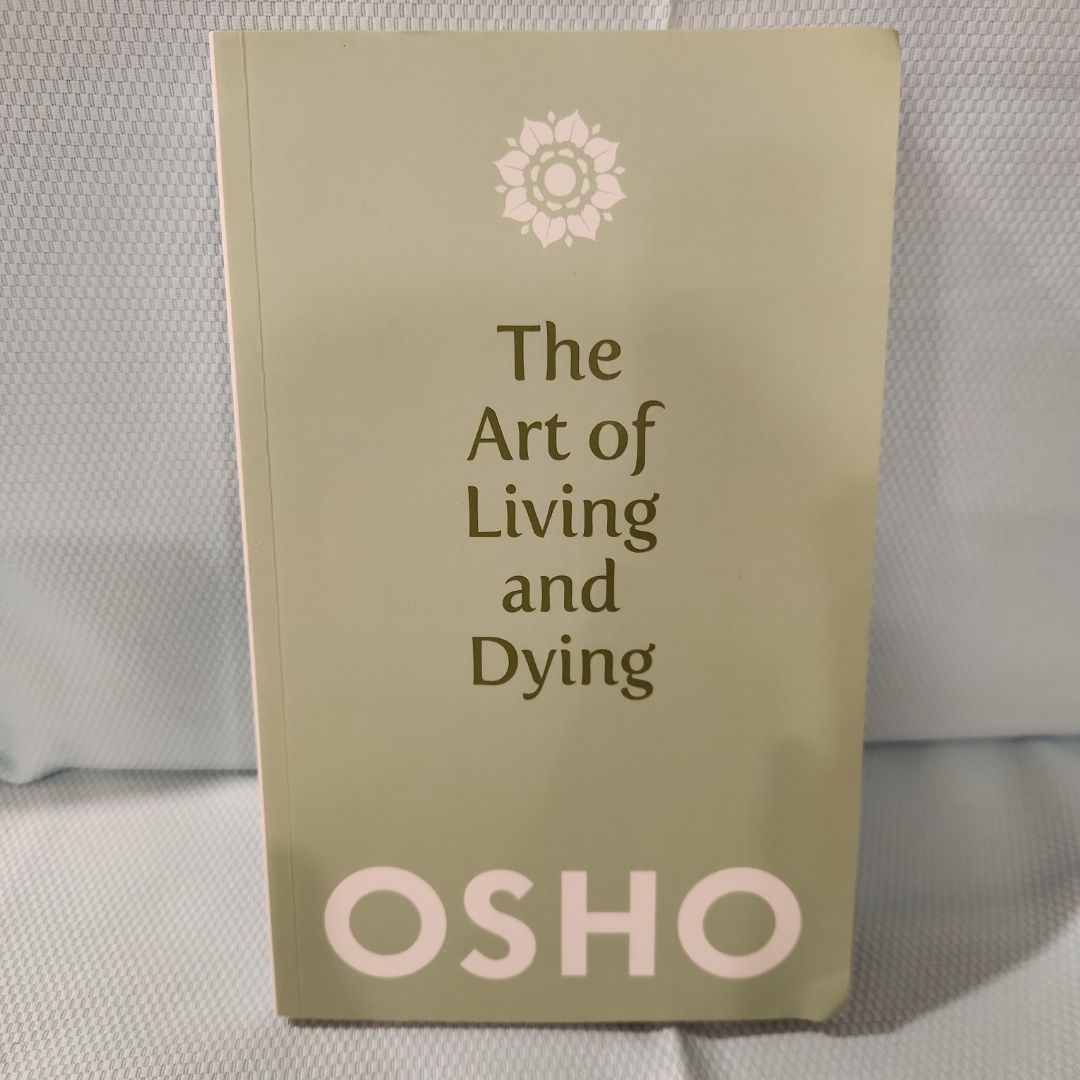 The
Art of
Living
and
Dying
OSHO